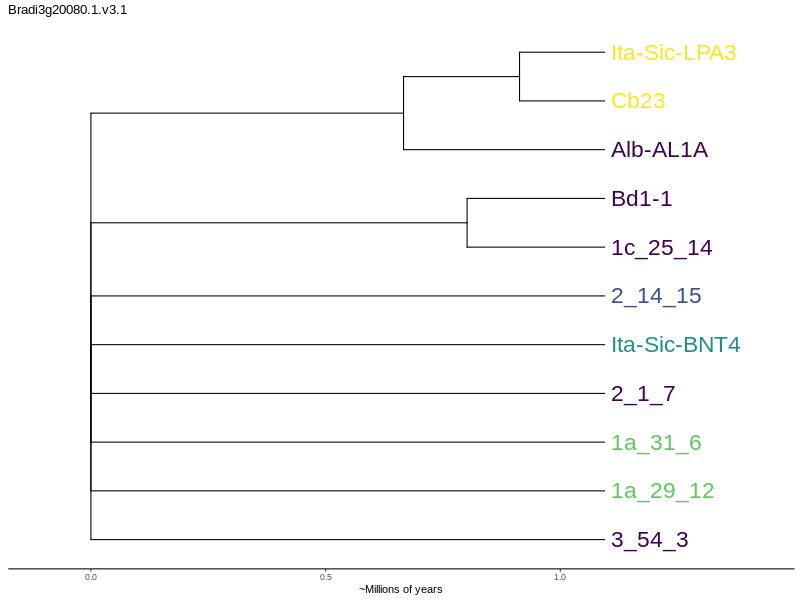 Bradi3g20080.1.v3.1
Ita-Sic-LPA3
Cb23
Alb-AL1A
Bd1-1
1c_25_14
2_14_15
Ita-Sic-BNT4
2_1_7
1a_31_6
1a_29_12
3_54_3
0.0 0.5 1.0
~Millions of years